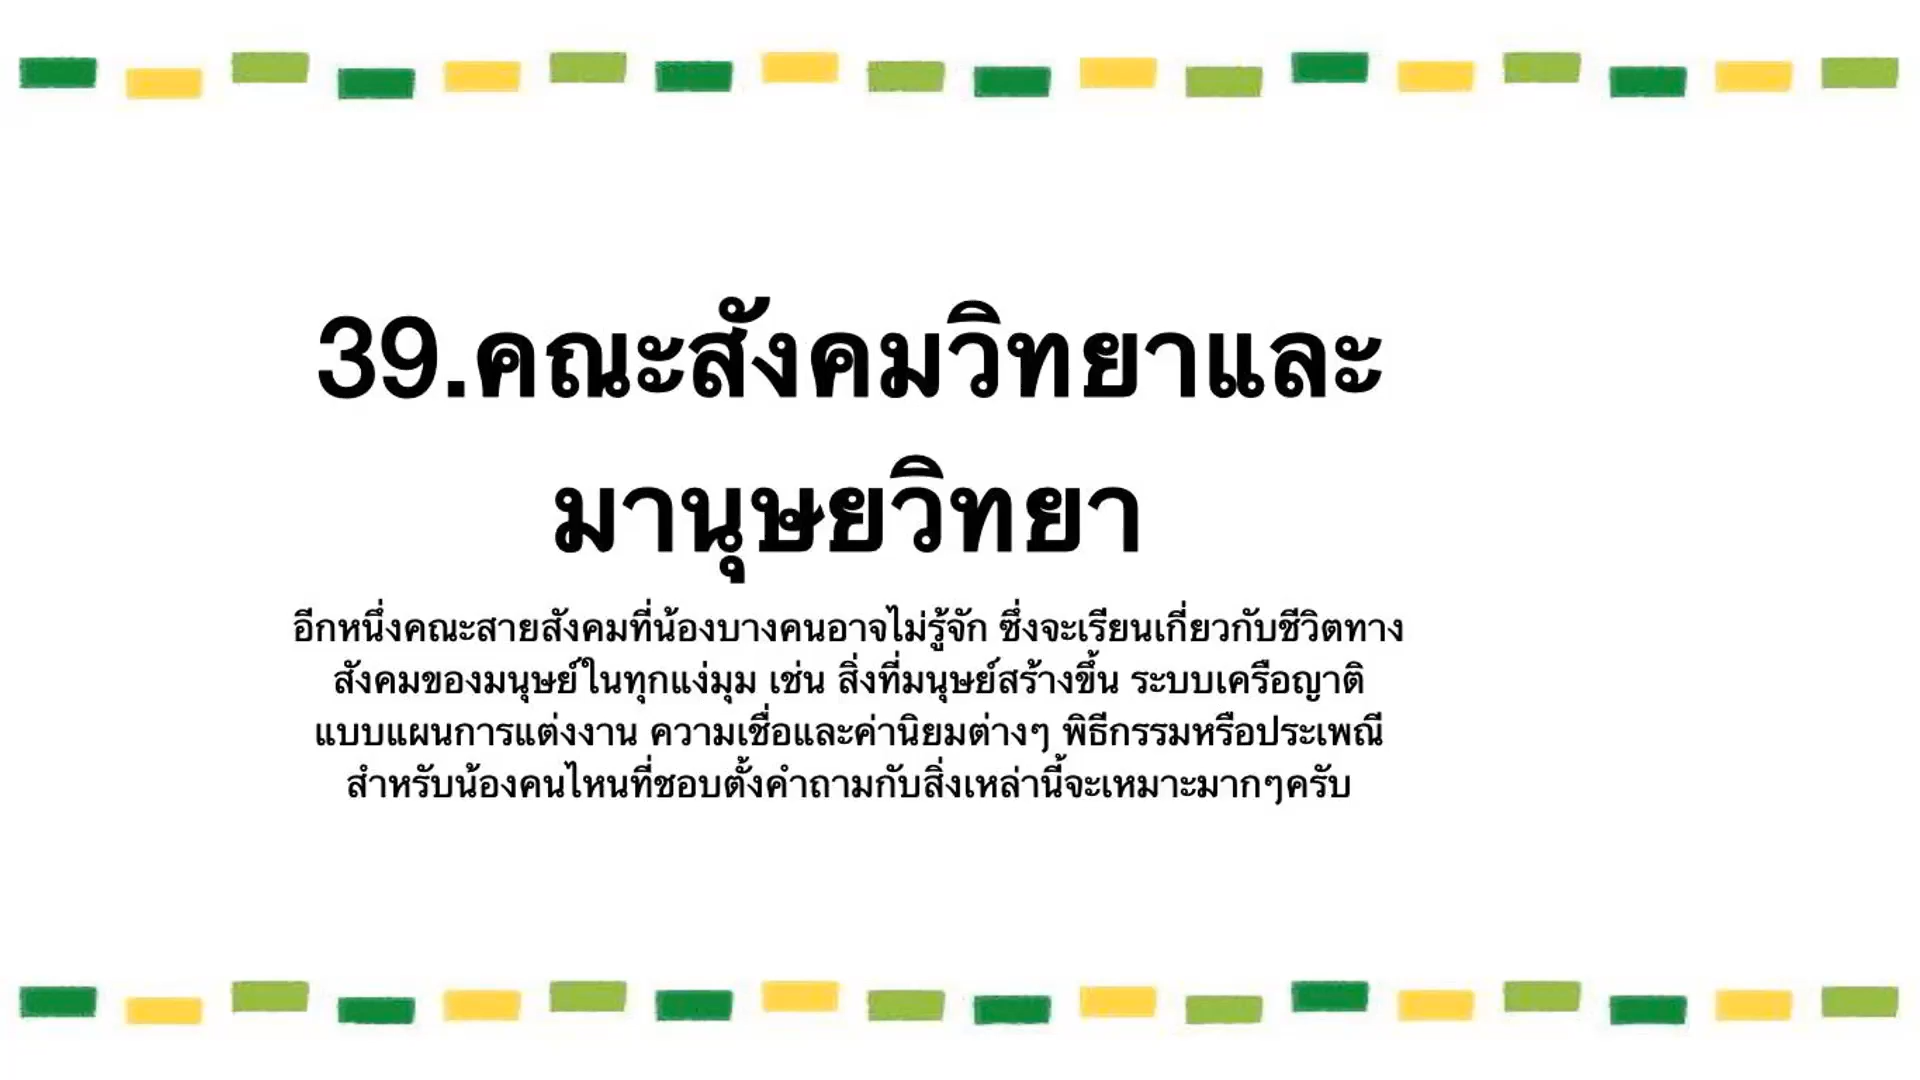 39.คณะสังคมวิทยาและ
มานุษยวิทยา
อีกหนึ่งคณะสายสังคมที่น้องบางคนอาจไม่รู้จัก ซึ่งจะเรียนเกี่ยวกับชีวิตทาง
สังคมของมนุษย์ในทุกแง่มุม เช่น สิ่งที่มนุษย์สร้างขึ้น ระบบเครือญาติ
แบบแผนการแต่งงาน ความเชื่อและค่านิยมต่างๆ พิธีกรรมหรือประเพณี
สำหรับน้องคนไหนที่ชอบตั้งคำถามกับสิ่งเหล่านี้จะเหมาะมากๆครับ